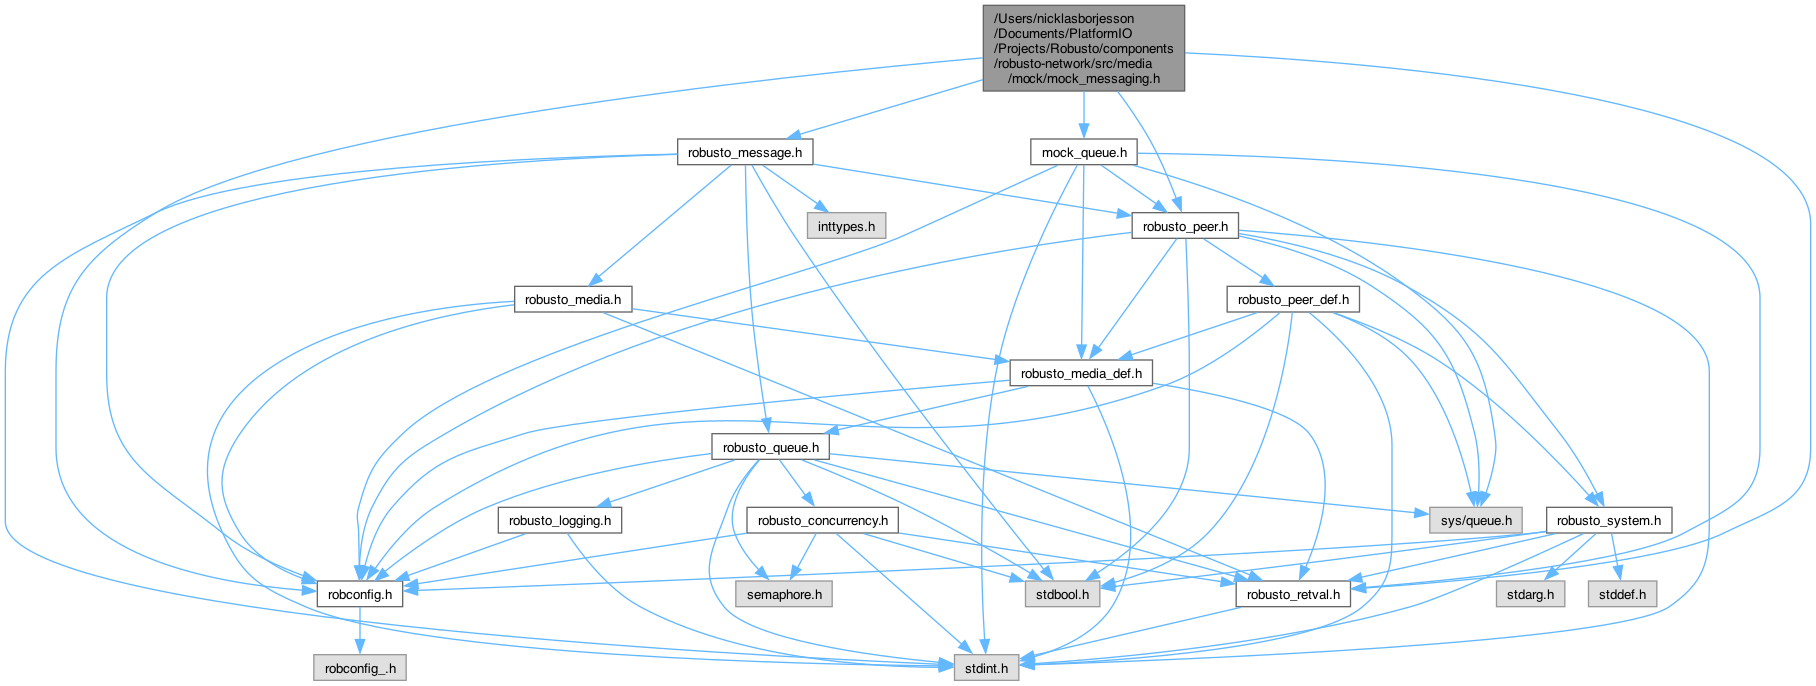 /Users/nicklasborjesson
/Documents/PlatformIO
/Projects/Robusto/components
/robusto-network/src/media
/mock/mock_messaging.h
robusto_message.h
mock_queue.h
inttypes.h
robusto_peer.h
robusto_media.h
robusto_peer_def.h
robusto_media_def.h
robusto_queue.h
robusto_logging.h
robusto_concurrency.h
sys/queue.h
robusto_system.h
robconfig.h
semaphore.h
stdbool.h
robusto_retval.h
stdarg.h
stddef.h
robconfig_.h
stdint.h